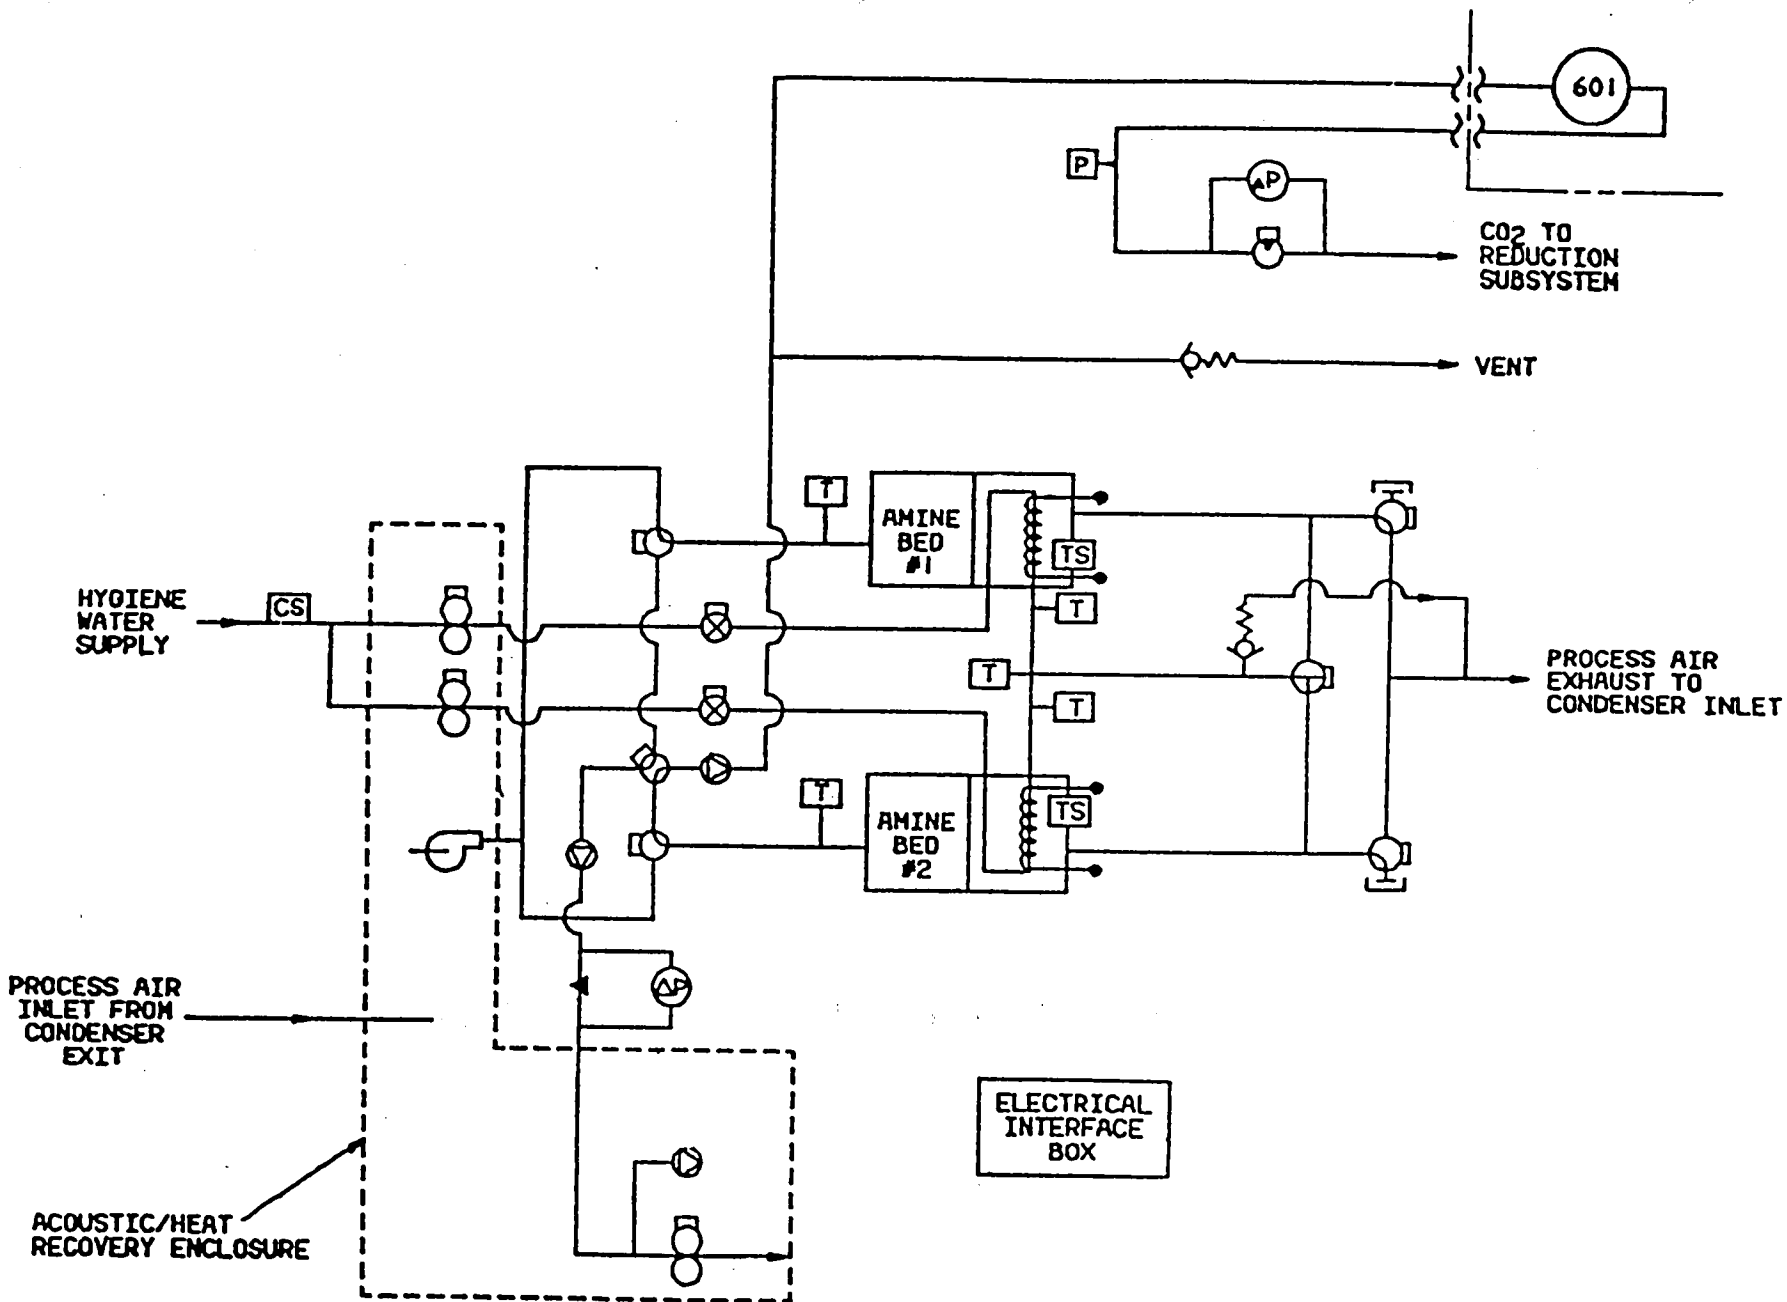 601
P
▲P
CO2 TO
REDUCTION
SUBSYSTEM
VENT
T
AMINE
BED
#1
TS
T
HYGIENE
WATER
SUPPLY
CS
T
T
PROCESS AIR
EXHAUST TO
CONDENSER INLET
T
AMINE
BED
#2
TS
PROCESS AIR
INLET FROM
CONDENSER
EXIT
ΔP
ELECTRICAL
INTERFACE
BOX
ACOUSTIC/HEAT
RECOVERY ENCLOSURE